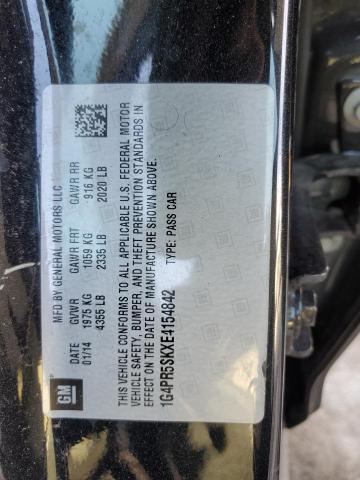 MFD BY GENERAL MOTORS LLC
DATE GVWR GAWR FRT GAWR RR
01/14 1975 KG 1059 KG 916 KG
4355 LB 2335 LB 2020 LB
THIS VEHICLE CONFORMS TO ALL APPLICABLE U.S. FEDERAL MOTOR
VEHICLE SAFETY, BUMPER, AND THEFT PREVENTION STANDARDS IN
EFFECT ON THE DATE OF MANUFACTURE SHOWN ABOVE.
1G4PR5SKXE4154842 TYPE: PASS CAR
GM